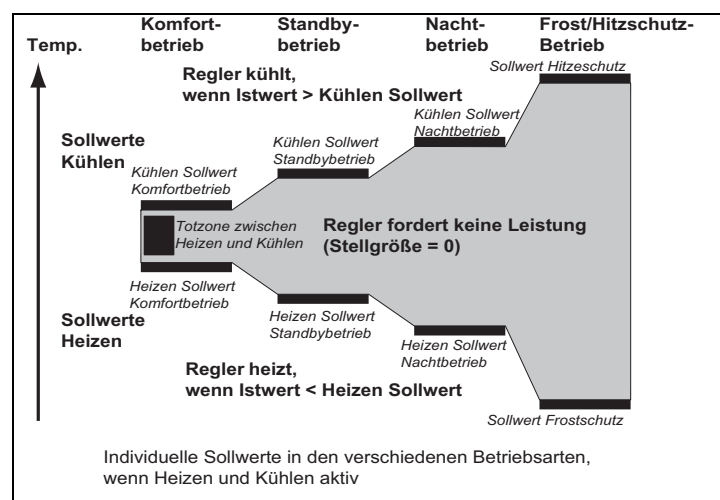 Temp.
Komfort-
betrieb
Standby-
betrieb
Nacht-
betrieb
Frost/Hitzschutz-
Betrieb
Regler kühlt,
wenn Istwert > Kühlen Sollwert
Sollwert Hitzeschutz
Sollwerte
Kühlen
Kühlen Sollwert
Komfortbetrieb
Kühlen Sollwert
Standbybetrieb
Kühlen Sollwert
Nachtbetrieb
Totzone zwischen
Heizen und Kühlen
Regler fordert keine Leistung
(Stellgröße = 0)
Sollwerte
Heizen
Heizen Sollwert
Komfortbetrieb
Heizen Sollwert
Standbybetrieb
Heizen Sollwert
Nachtbetrieb
Sollwert Frostschutz
Regler heizt,
wenn Istwert < Heizen Sollwert
Individuelle Sollwerte in den verschiedenen Betriebsarten,
wenn Heizen und Kühlen aktiv